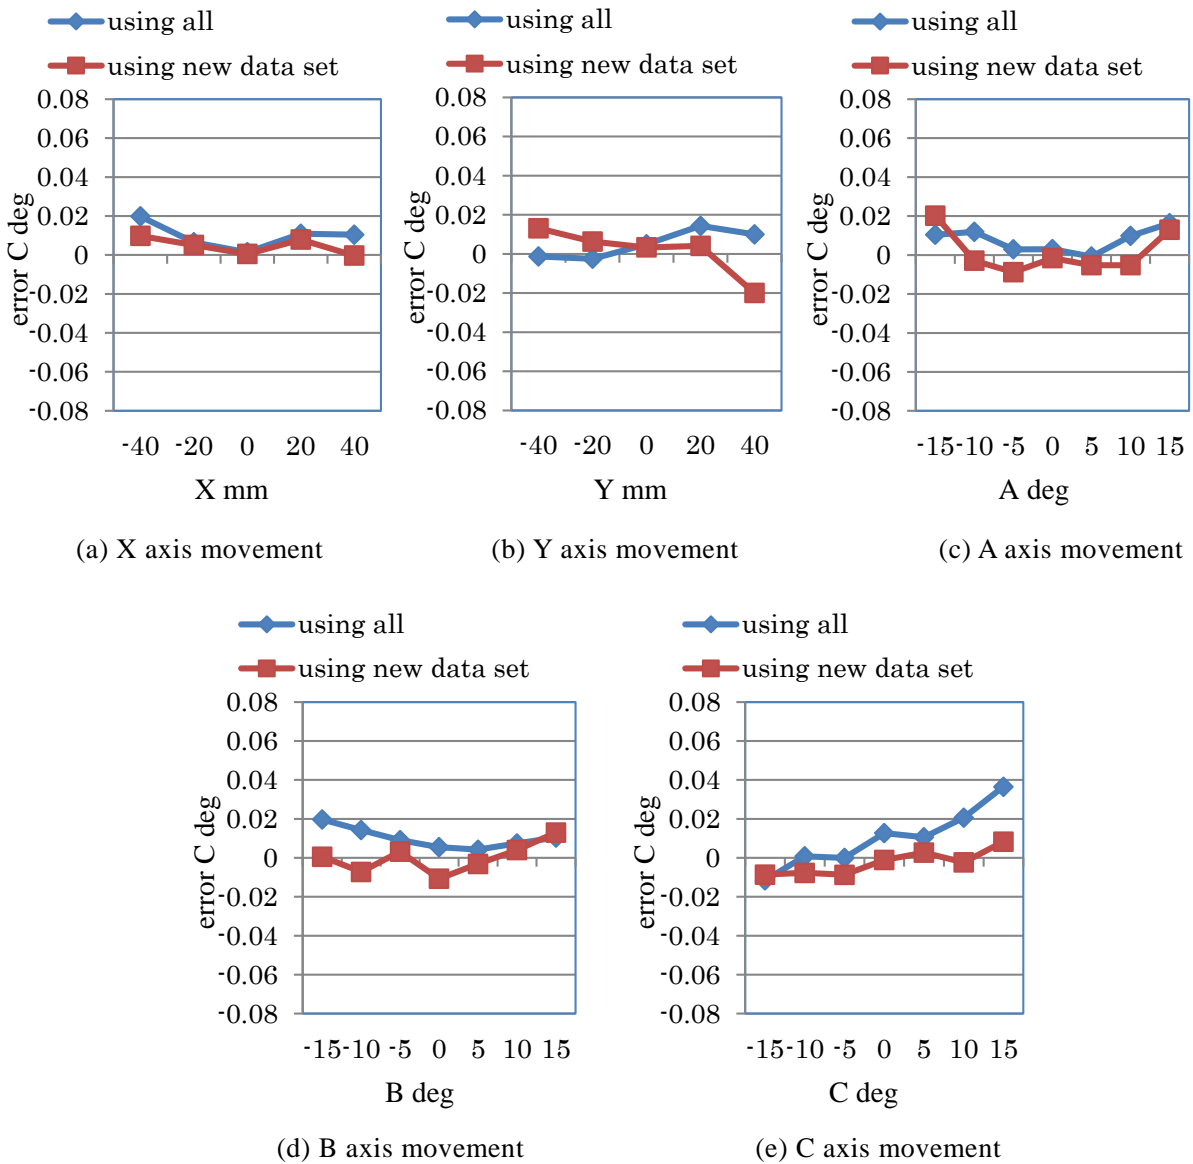 using all
using new data set
0.08
0.06
0.04
0.02
0
-0.02
-0.04
-0.06
-0.08
error C deg
-40 -20 0 20 40
X mm
(a) X axis movement
using all
using new data set
0.08
0.06
0.04
0.02
0
-0.02
-0.04
-0.06
-0.08
error C deg
-40 -20 0 20 40
Y mm
(b) Y axis movement
using all
using new data set
0.08
0.06
0.04
0.02
0
-0.02
-0.04
-0.06
-0.08
error C deg
-15 -10 -5 0 5 10 15
A deg
(c) A axis movement
using all
using new data set
0.08
0.06
0.04
0.02
0
-0.02
-0.04
-0.06
-0.08
error C deg
-15 -10 -5 0 5 10 15
B deg
(d) B axis movement
using all
using new data set
0.08
0.06
0.04
0.02
0
-0.02
-0.04
-0.06
-0.08
error C deg
-15 -10 -5 0 5 10 15
C deg
(e) C axis movement